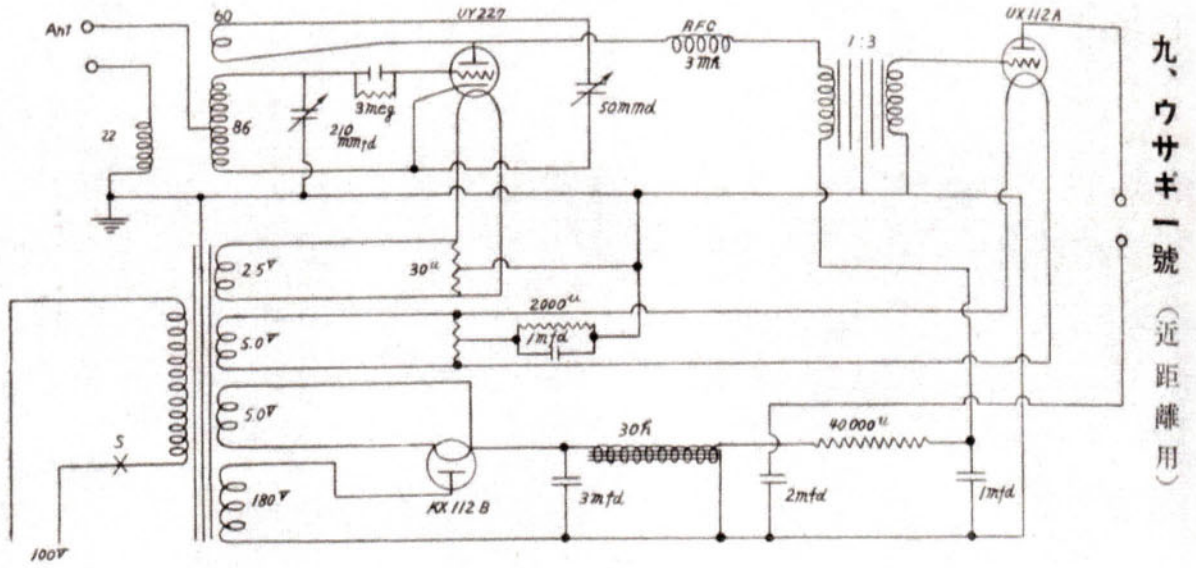 九、ウサギ一號 (近距離用)
60
UY227
RFC
3mh
1:3
UX112A
Ant
22
86
210
mmfd
3meg
50mmd
2.5V
30ω
5.0V
2000ω
1mfd
5.0V
30h
40000ω
S
180V
KX112B
3mfd
2mfd
1mfd
100V